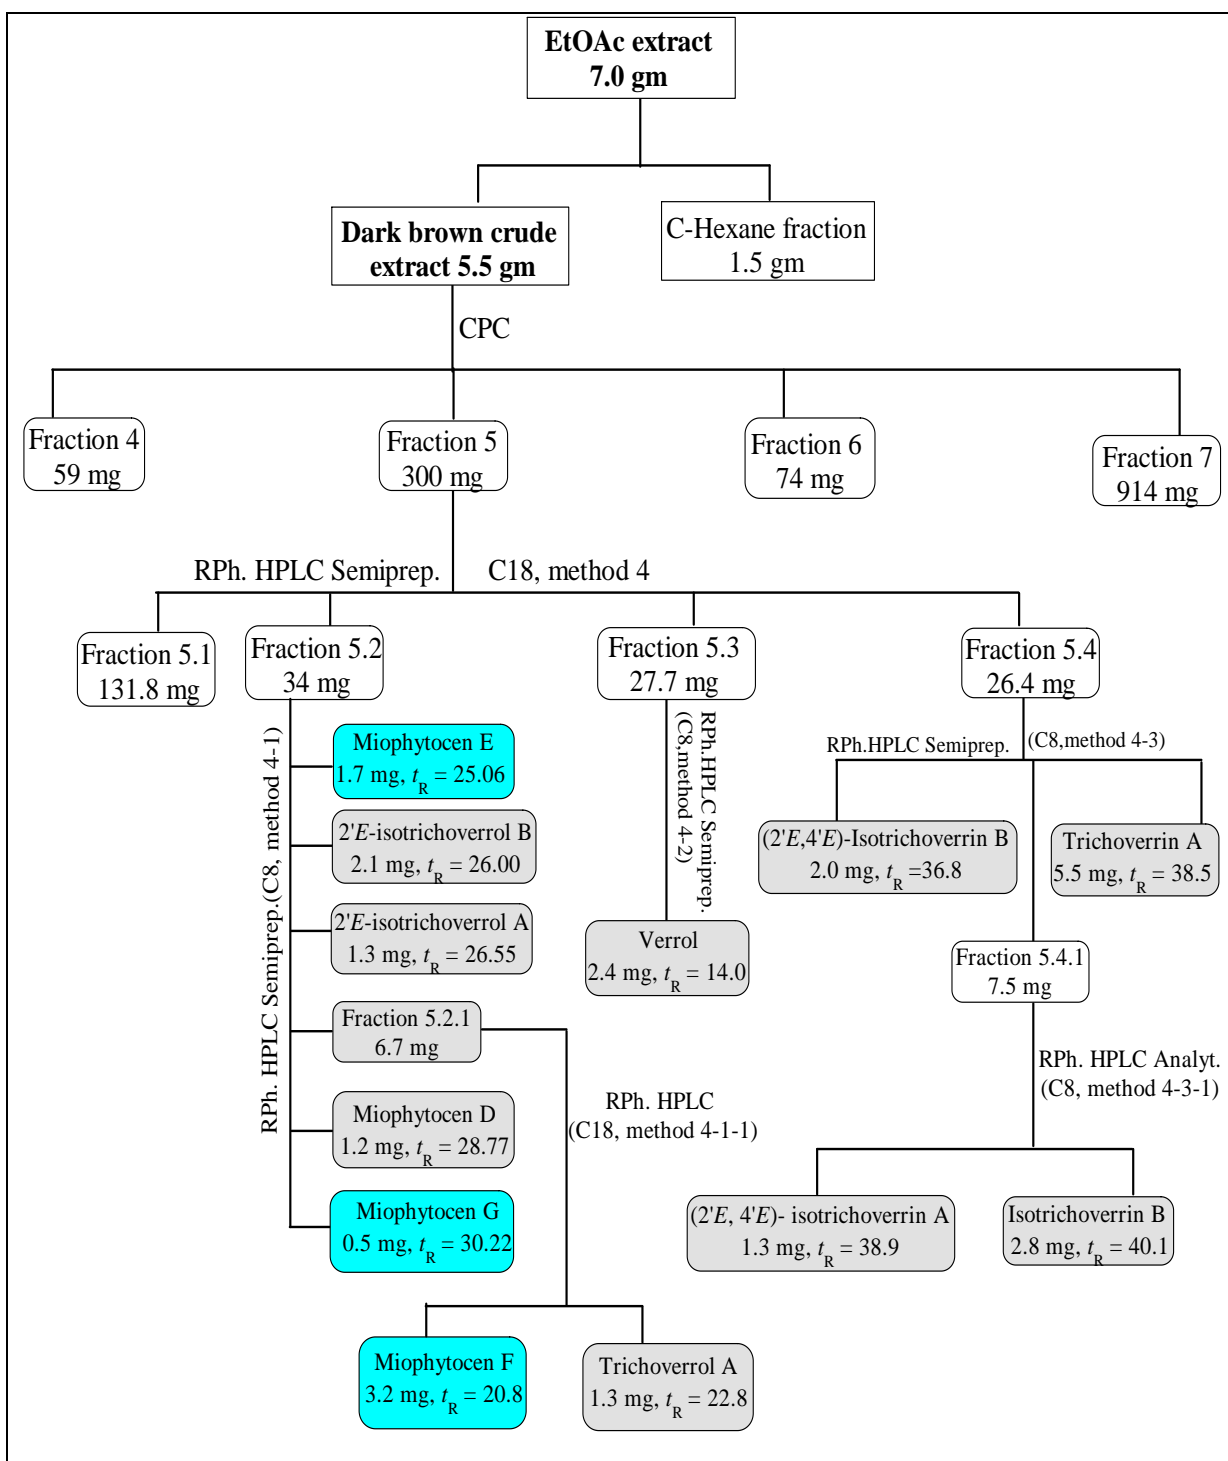 EtOAc extract
7.0 gm
Dark brown crude
extract 5.5 gm
C-Hexane fraction
1.5 gm
CPC
Fraction 4
59 mg
Fraction 5
300 mg
Fraction 6
74 mg
Fraction 7
914 mg
RPh. HPLC Semiprep.
C18, method 4
Fraction 5.1
131.8 mg
Fraction 5.2
34 mg
Fraction 5.3
27.7 mg
Fraction 5.4
26.4 mg
RPh. HPLC Semiprep.(C8, method 4-1)
Miophytocen E
1.7 mg, tR = 25.06
2'E-isotrichoverrol B
2.1 mg, tR = 26.00
2'E-isotrichoverrol A
1.3 mg, tR = 26.55
Fraction 5.2.1
6.7 mg
Miophytocen D
1.2 mg, tR = 28.77
Miophytocen G
0.5 mg, tR = 30.22
RPh. HPLC
(C18, method 4-1-1)
Miophytocen F
3.2 mg, tR = 20.8
Trichoverrol A
1.3 mg, tR = 22.8
RPh.HPLC Semiprep.
(C8,method 4-2)
Verrol
2.4 mg, tR = 14.0
RPh.HPLC Semiprep.
(C8,method 4-3)
(2'E,4'E)-Isotrichoverrin B
2.0 mg, tR =36.8
Trichoverrin A
5.5 mg, tR = 38.5
Fraction 5.4.1
7.5 mg
RPh. HPLC Analyt.
(C8, method 4-3-1)
(2'E, 4'E)- isotrichoverrin A
1.3 mg, tR = 38.9
Isotrichoverrin B
2.8 mg, tR = 40.1